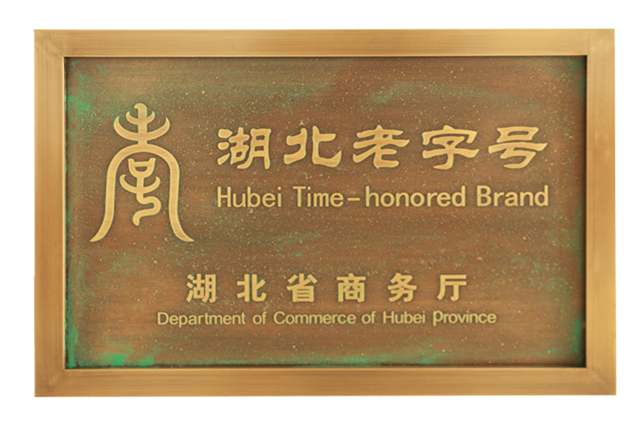 湖北老字号
Hubei Time-honored Brand
湖北省商务厅
Department of Commerce of Hubei Province